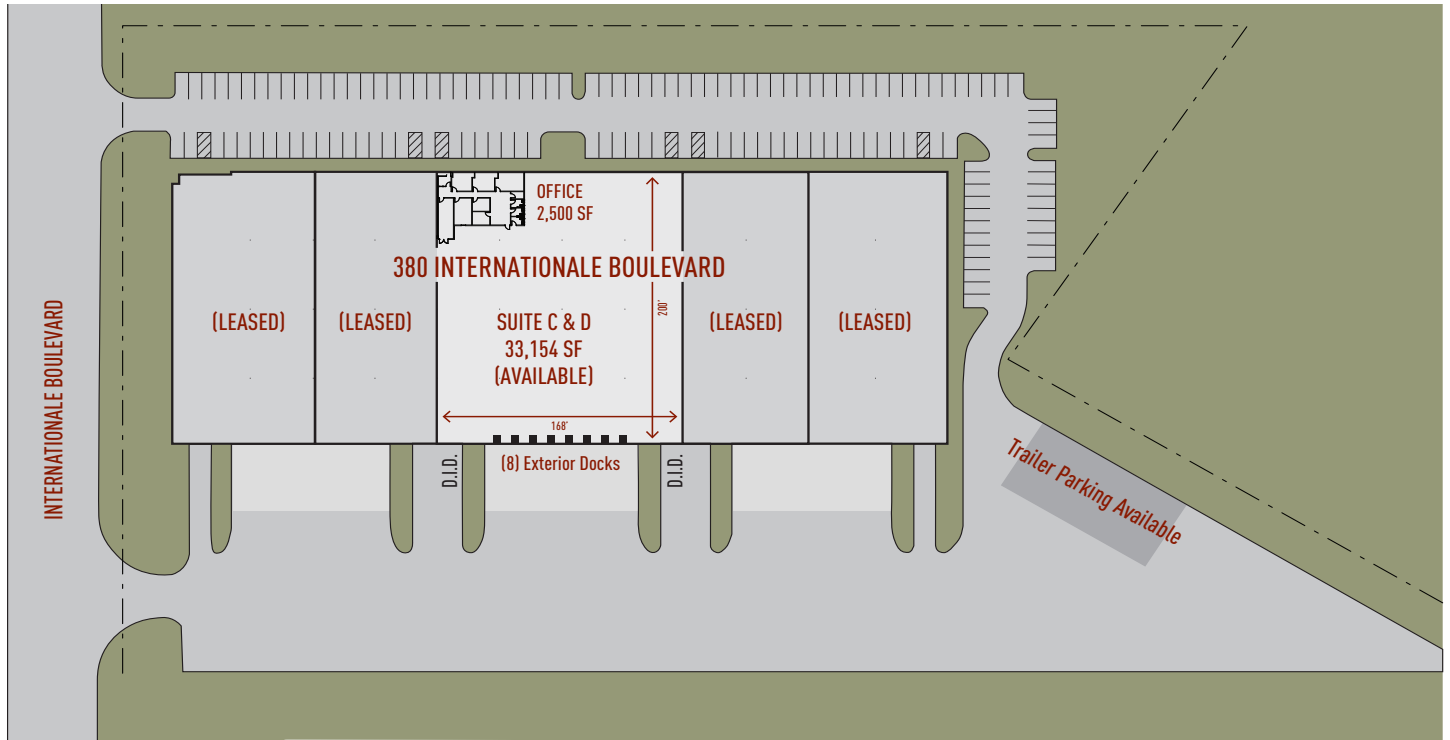 OFFICE
2,500 SF
380 INTERNATIONALE BOULEVARD
INTERNATIONALE BOULEVARD
(LEASED)
(LEASED)
SUITE C & D
33,154 SF
(AVAILABLE)
200'
(LEASED)
(LEASED)
168'
D.I.D.
(8) Exterior Docks
D.I.D.
Trailer Parking Available